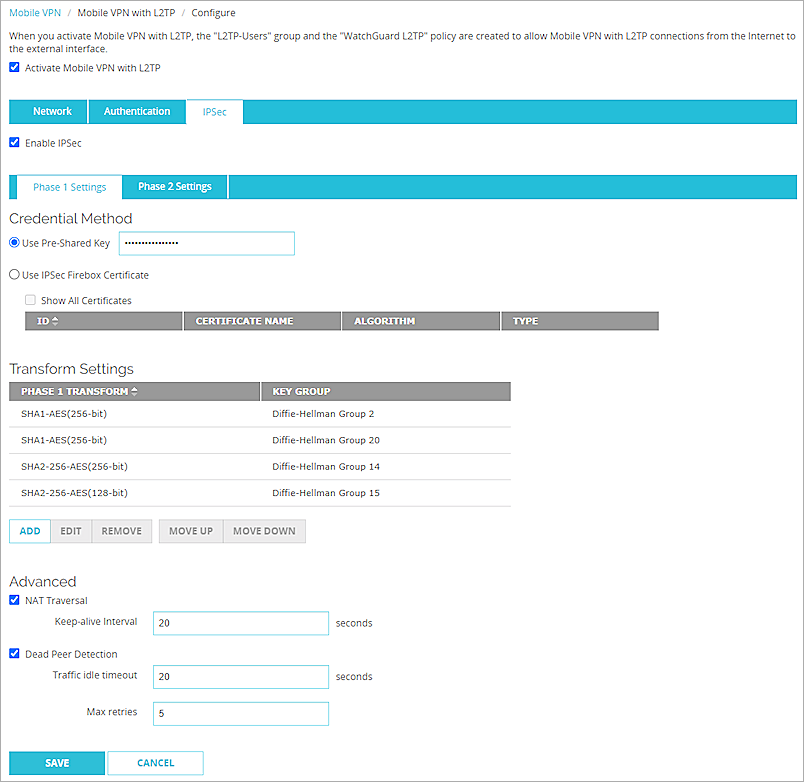 Mobile VPN / Mobile VPN with L2TP / Configure
When you activate Mobile VPN with L2TP, the "L2TP-Users" group and the "WatchGuard L2TP" policy are created to allow Mobile VPN with L2TP connections from the Internet to
the external interface.
Activate Mobile VPN with L2TP
Network Authentication IPSec
Enable IPSec
Phase 1 Settings Phase 2 Settings
Credential Method
Use Pre-Shared Key ••••••••••••••••
Use IPSec Firebox Certificate
Show All Certificates
ID CERTIFICATE NAME ALGORITHM TYPE
Transform Settings
PHASE 1 TRANSFORM KEY GROUP
SHA1-AES(256-bit) Diffie-Hellman Group 2
SHA1-AES(256-bit) Diffie-Hellman Group 20
SHA2-256-AES(256-bit) Diffie-Hellman Group 14
SHA2-256-AES(128-bit) Diffie-Hellman Group 15
ADD EDIT REMOVE MOVE UP MOVE DOWN
Advanced
NAT Traversal
Keep-alive Interval 20 seconds
Dead Peer Detection
Traffic idle timeout 20 seconds
Max retries 5
SAVE CANCEL